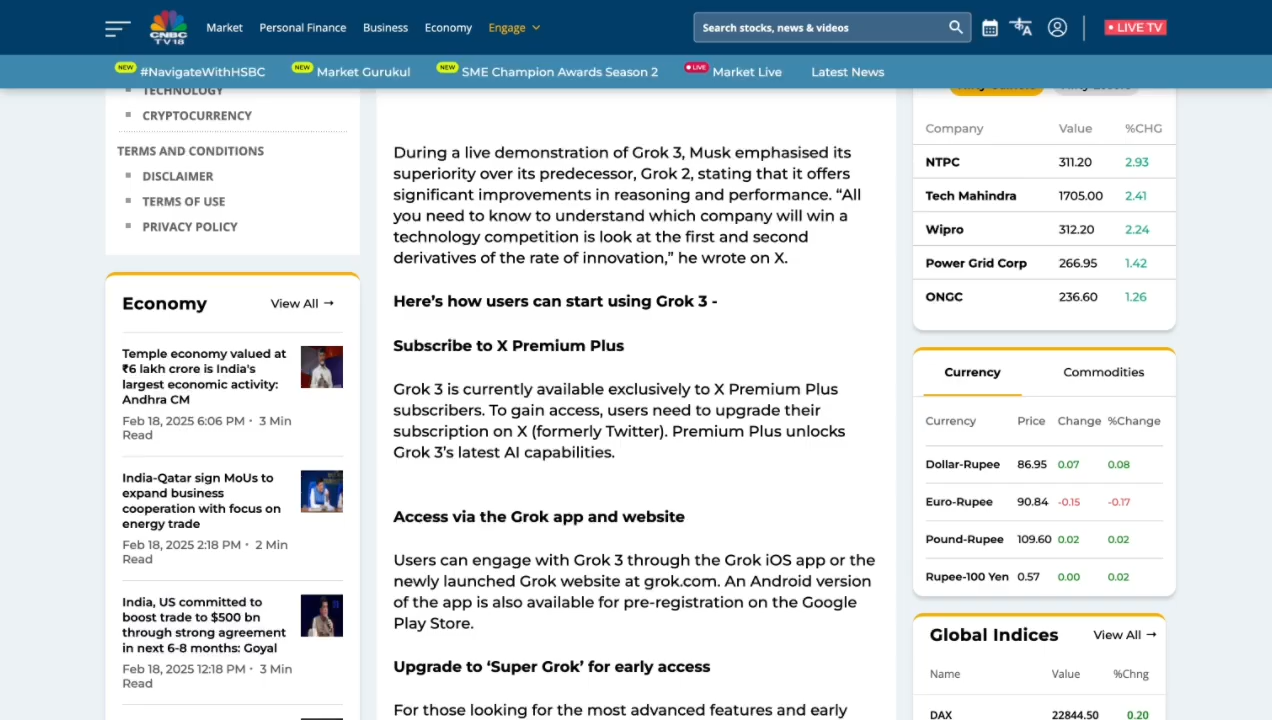 Market
Personal Finance
Business
Economy
Engage
Search stocks, news & videos
LIVE TV
CNBC
TV18
NEW
#NavigateWithHSBC
NEW
Market Gurukul
NEW
SME Champion Awards Season 2
LIVE
Market Live
Latest News
TECHNOLOGY
CRYPTOCURRENCY
TERMS AND CONDITIONS
DISCLAIMER
TERMS OF USE
PRIVACY POLICY
Economy
View All →
Temple economy valued at
₹6 lakh crore is India's
largest economic activity:
Andhra CM
Feb 18, 2025 6:06 PM · 3 Min
Read
India-Qatar sign MoUs to
expand business
cooperation with focus on
energy trade
Feb 18, 2025 2:18 PM · 2 Min
Read
India, US committed to
boost trade to $500 bn
through strong agreement
in next 6-8 months: Goyal
Feb 18, 2025 12:18 PM · 3 Min
Read
During a live demonstration of Grok 3, Musk emphasised its
superiority over its predecessor, Grok 2, stating that it offers
significant improvements in reasoning and performance. “All
you need to know to understand which company will win a
technology competition is look at the first and second
derivatives of the rate of innovation,” he wrote on X.
Here’s how users can start using Grok 3 -
Subscribe to X Premium Plus
Grok 3 is currently available exclusively to X Premium Plus
subscribers. To gain access, users need to upgrade their
subscription on X (formerly Twitter). Premium Plus unlocks
Grok 3’s latest AI capabilities.
Access via the Grok app and website
Users can engage with Grok 3 through the Grok iOS app or the
newly launched Grok website at grok.com. An Android version
of the app is also available for pre-registration on the Google
Play Store.
Upgrade to ‘Super Grok’ for early access
For those looking for the most advanced features and early
Company Value %CHG
NTPC 311.20 2.93
Tech Mahindra 1705.00 2.41
Wipro 312.20 2.24
Power Grid Corp 266.95 1.42
ONGC 236.60 1.26
Currency Commodities
Currency Price Change %Change
Dollar-Rupee 86.95 0.07 0.08
Euro-Rupee 90.84 -0.15 -0.17
Pound-Rupee 109.60 0.02 0.02
Rupee-100 Yen 0.57 0.00 0.02
Global Indices View All →
Name Value %Chng
DAX 22844.50 0.20